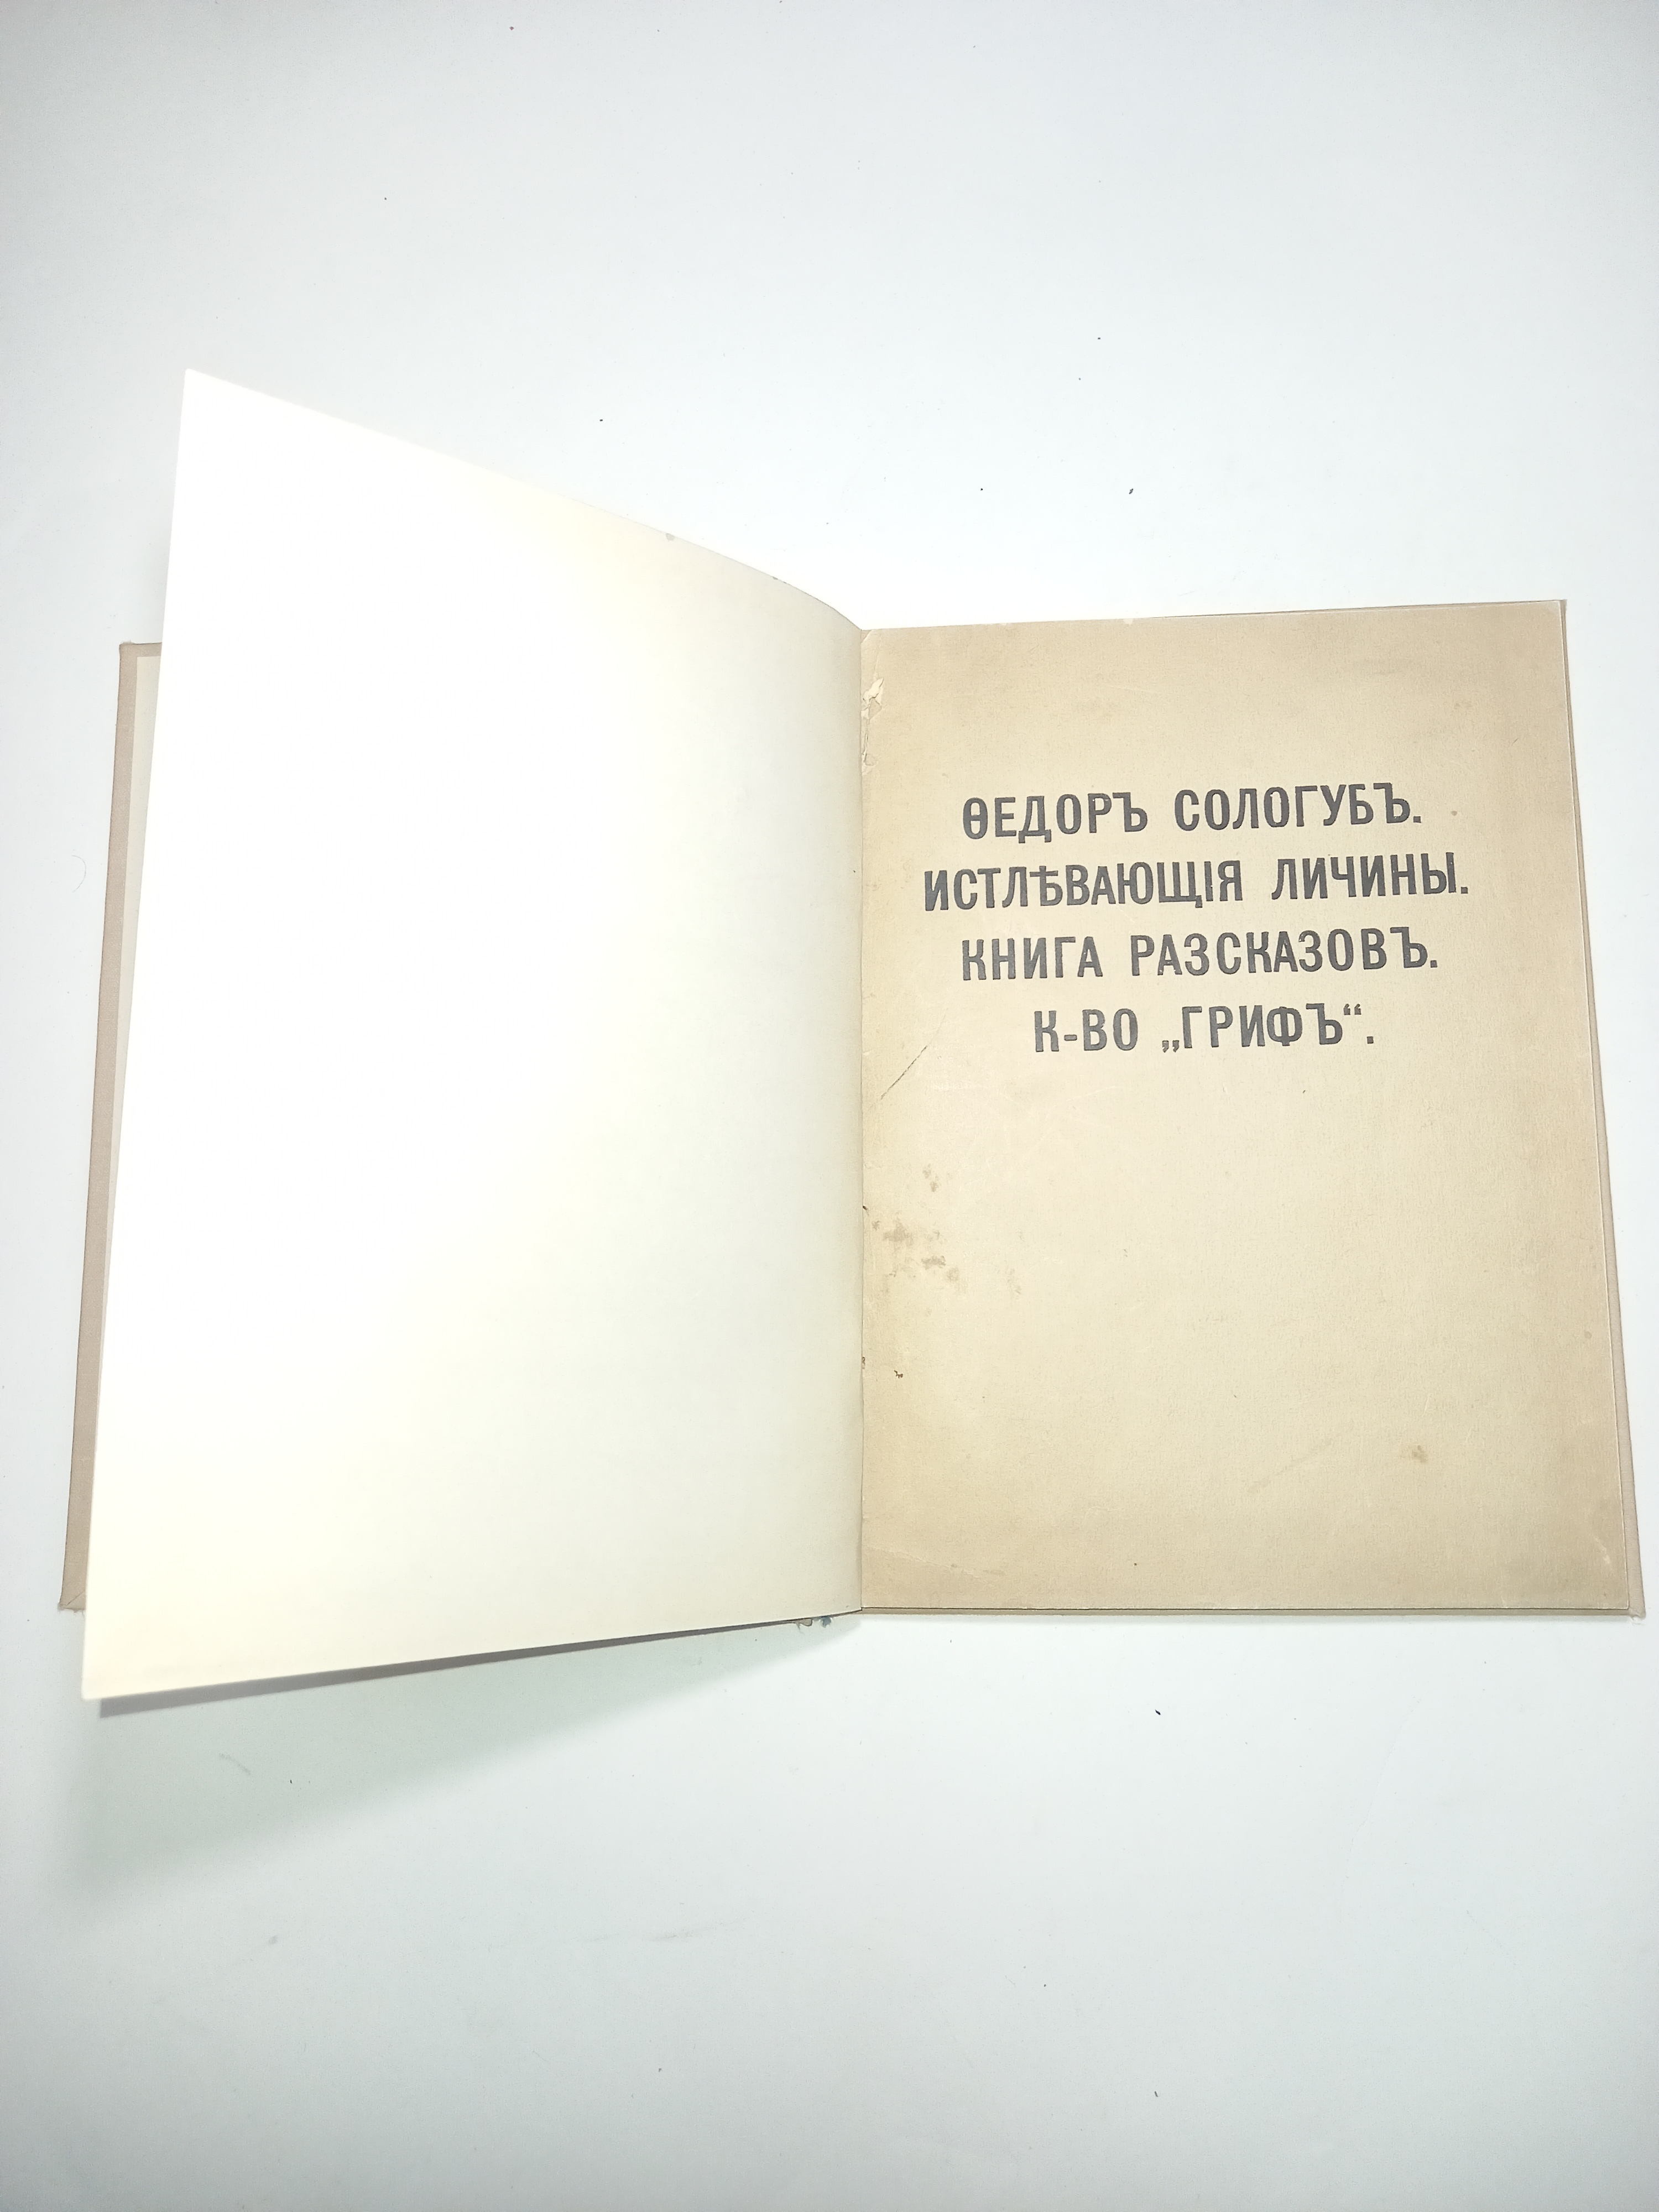 ѲЕДОРЪ СОЛОГУБЪ.
ИСТЛѢВАЮЩІЯ ЛИЧИНЫ.
КНИГА РАЗСКАЗОВЪ.
К-ВО „ГРИФЪ“.